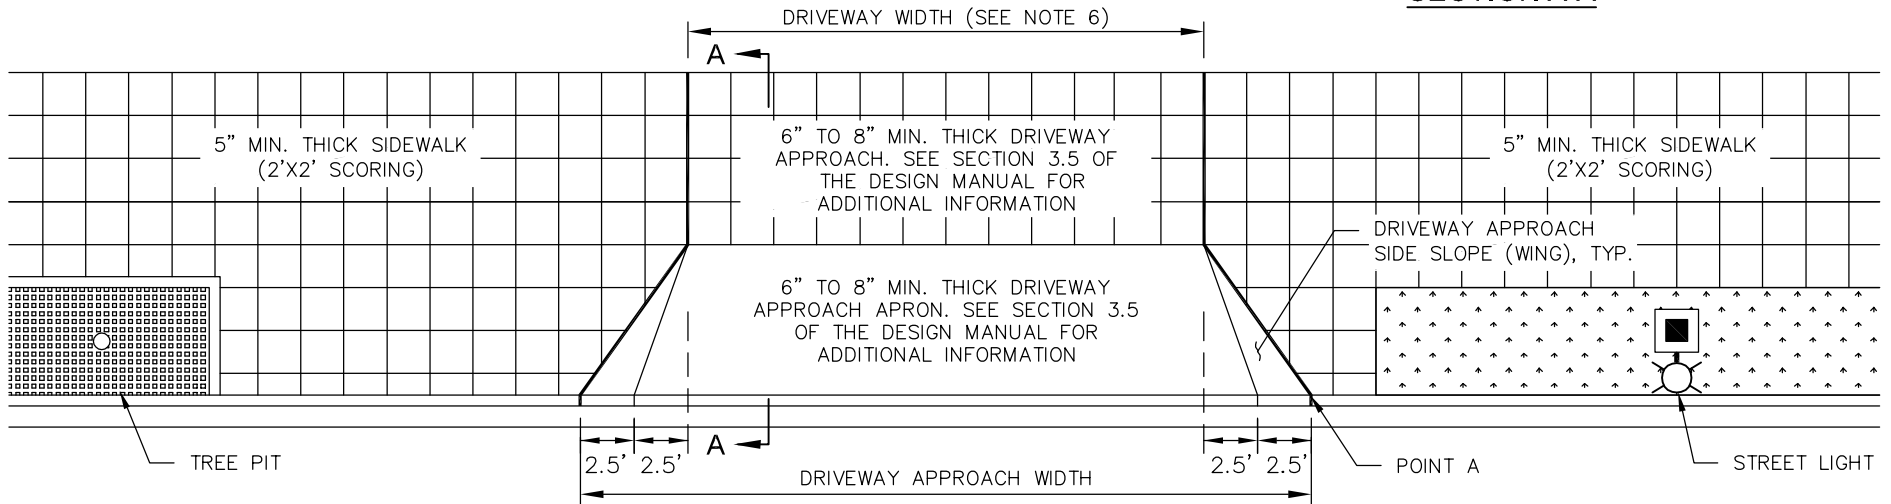 DRIVEWAY WIDTH (SEE NOTE 6)
A
5” MIN. THICK SIDEWALK
(2’X2’ SCORING)
6” TO 8” MIN. THICK DRIVEWAY
APPROACH. SEE SECTION 3.5 OF
THE DESIGN MANUAL FOR
ADDITIONAL INFORMATION
5” MIN. THICK SIDEWALK
(2’X2’ SCORING)
DRIVEWAY APPROACH
SIDE SLOPE (WING), TYP.
6” TO 8” MIN. THICK DRIVEWAY
APPROACH APRON. SEE SECTION 3.5
OF THE DESIGN MANUAL FOR
ADDITIONAL INFORMATION
A
2.5’ 2.5’
2.5’ 2.5’
TREE PIT
DRIVEWAY APPROACH WIDTH
POINT A
STREET LIGHT